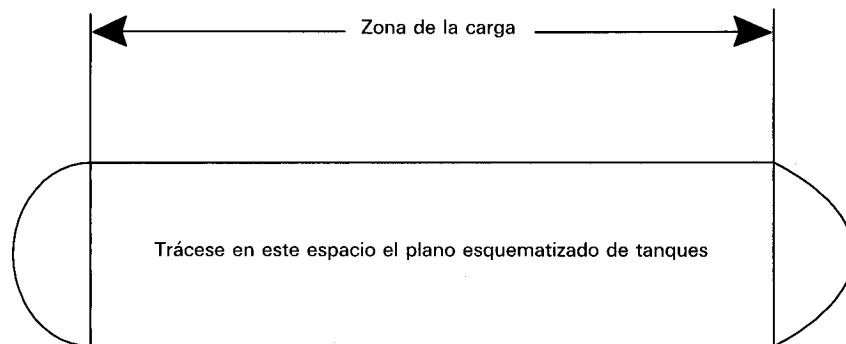 Zona de la carga
Trácese en este espacio el plano esquematizado de tanques